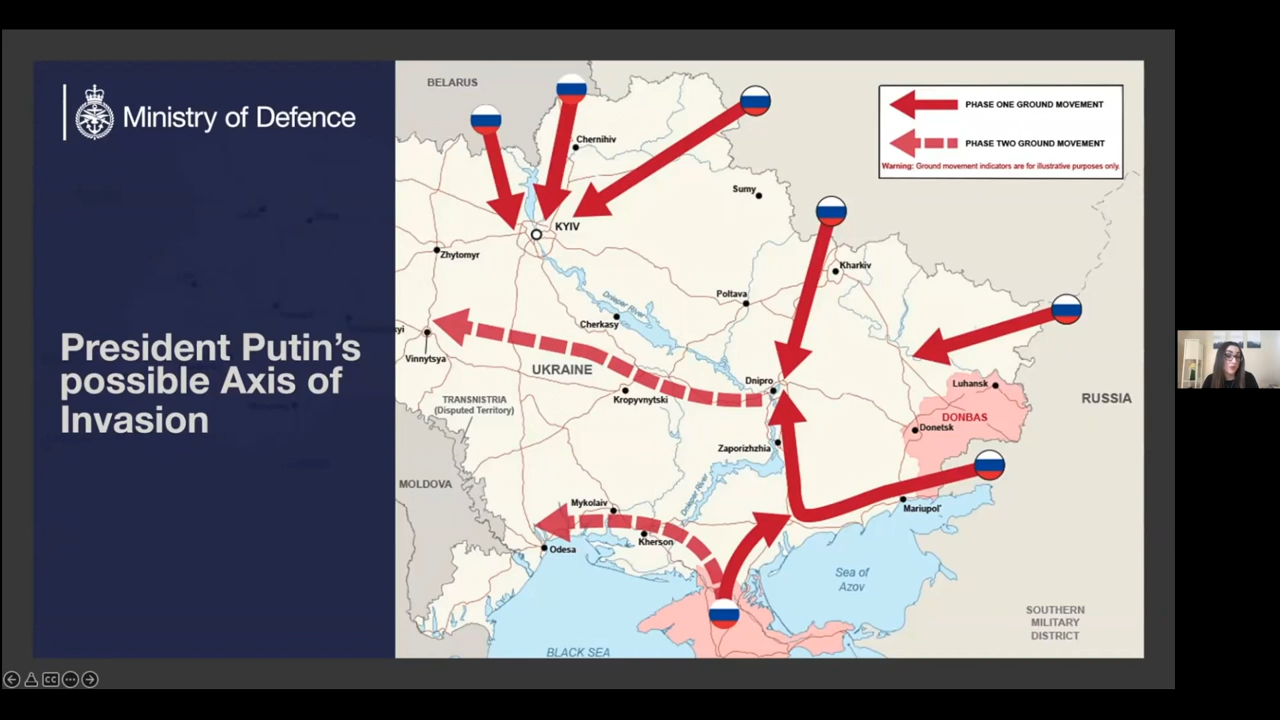 Ministry of Defence
President Putin's
possible Axis of
Invasion
BELARUS
PHASE ONE GROUND MOVEMENT
PHASE TWO GROUND MOVEMENT
Warning: Ground movement indicators are for illustrative purposes only.
Chernihiv
Sumy
KYIV
Zhytomyr
Kharkiv
Poltava
Dnieper River
Cherkasy
yi
Vinnytsya
UKRAINE
Dnipro
Luhansk
Kropyvnytski
TRANSNISTRIA
(Disputed Territory)
RUSSIA
DONBAS
Donetsk
Zaporizhzhia
MOLDOVA
Dnieper River
Mykolaiv
Mariupol'
Kherson
Odesa
Sea of
Azov
SOUTHERN
MILITARY
DISTRICT
BLACK SEA
CC